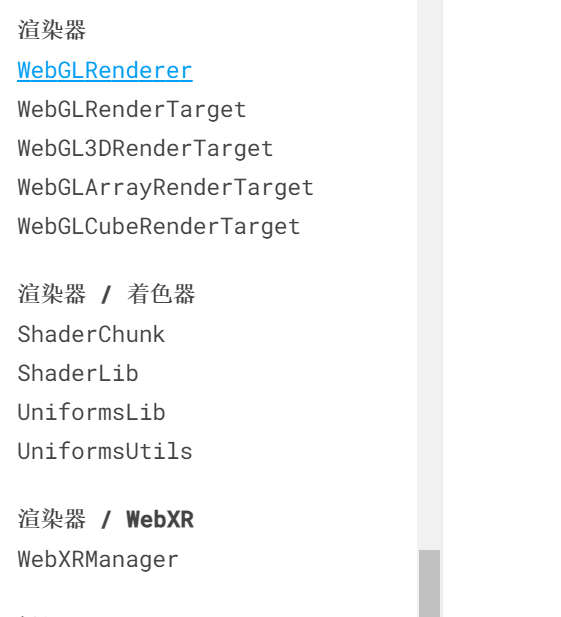 渲染器
WebGLRenderer
WebGLRenderTarget
WebGL3DRenderTarget
WebGLArrayRenderTarget
WebGLCubeRenderTarget
渲染器 / 着色器
ShaderChunk
ShaderLib
UniformsLib
UniformsUtils
渲染器 / WebXR
WebXRManager